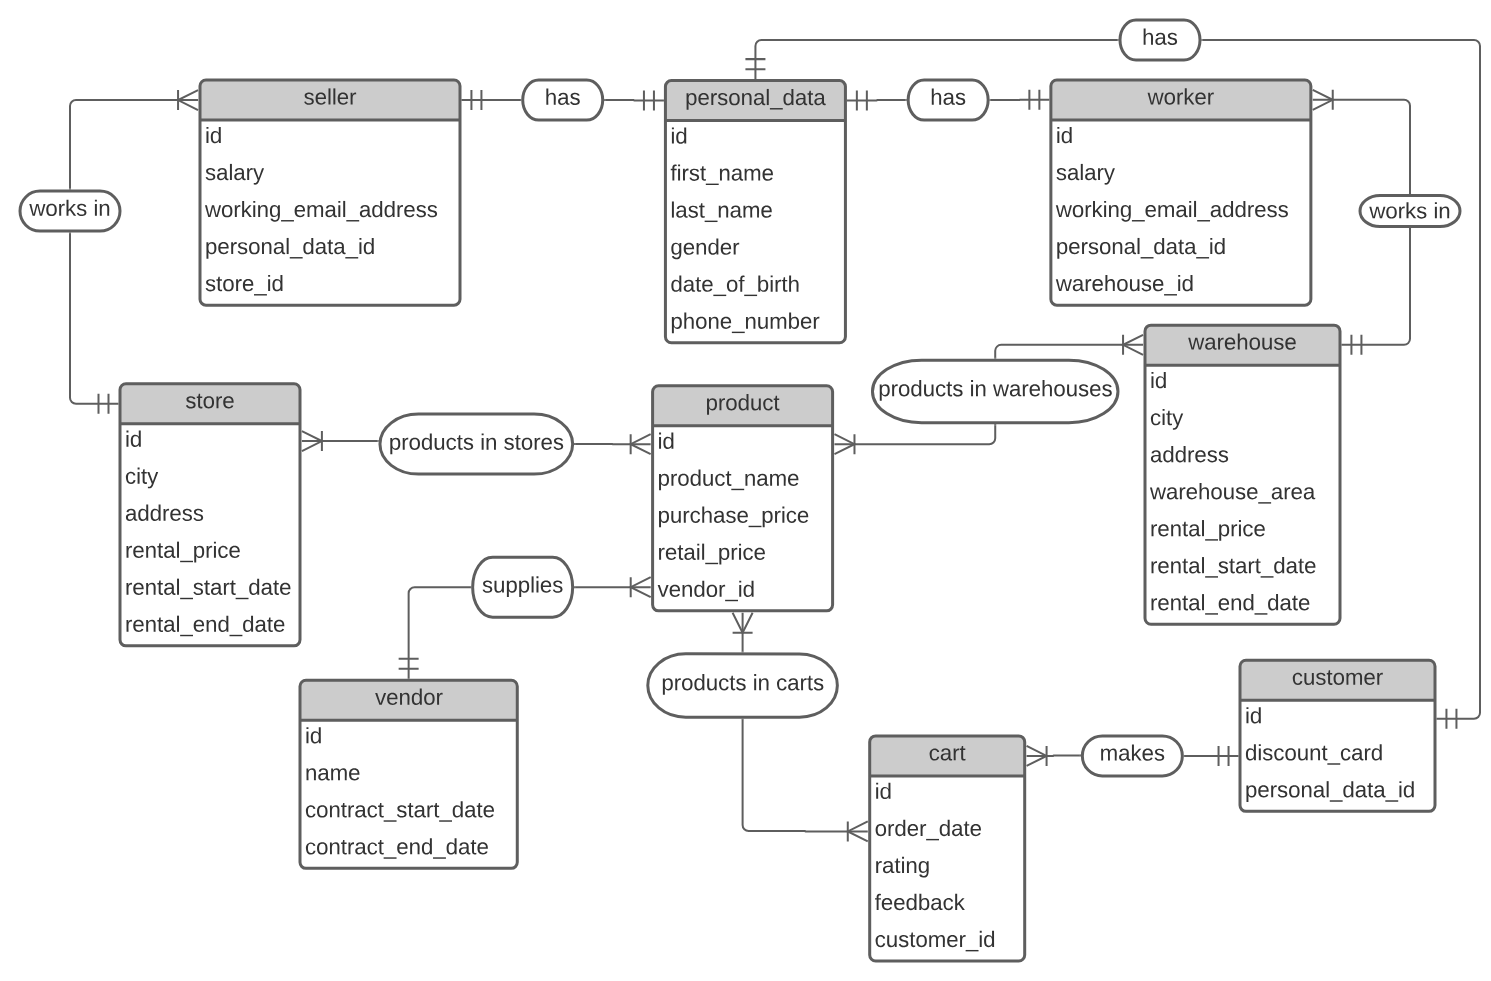 has
seller
id
salary
working_email_address
personal_data_id
store_id
has
personal_data
id
first_name
last_name
gender
date_of_birth
phone_number
has
worker
id
salary
working_email_address
personal_data_id
warehouse_id
works in
works in
store
id
city
address
rental_price
rental_start_date
rental_end_date
products in stores
product
id
product_name
purchase_price
retail_price
vendor_id
products in warehouses
warehouse
id
city
address
warehouse_area
rental_price
rental_start_date
rental_end_date
supplies
vendor
id
name
contract_start_date
contract_end_date
products in carts
cart
id
order_date
rating
feedback
customer_id
makes
customer
id
discount_card
personal_data_id